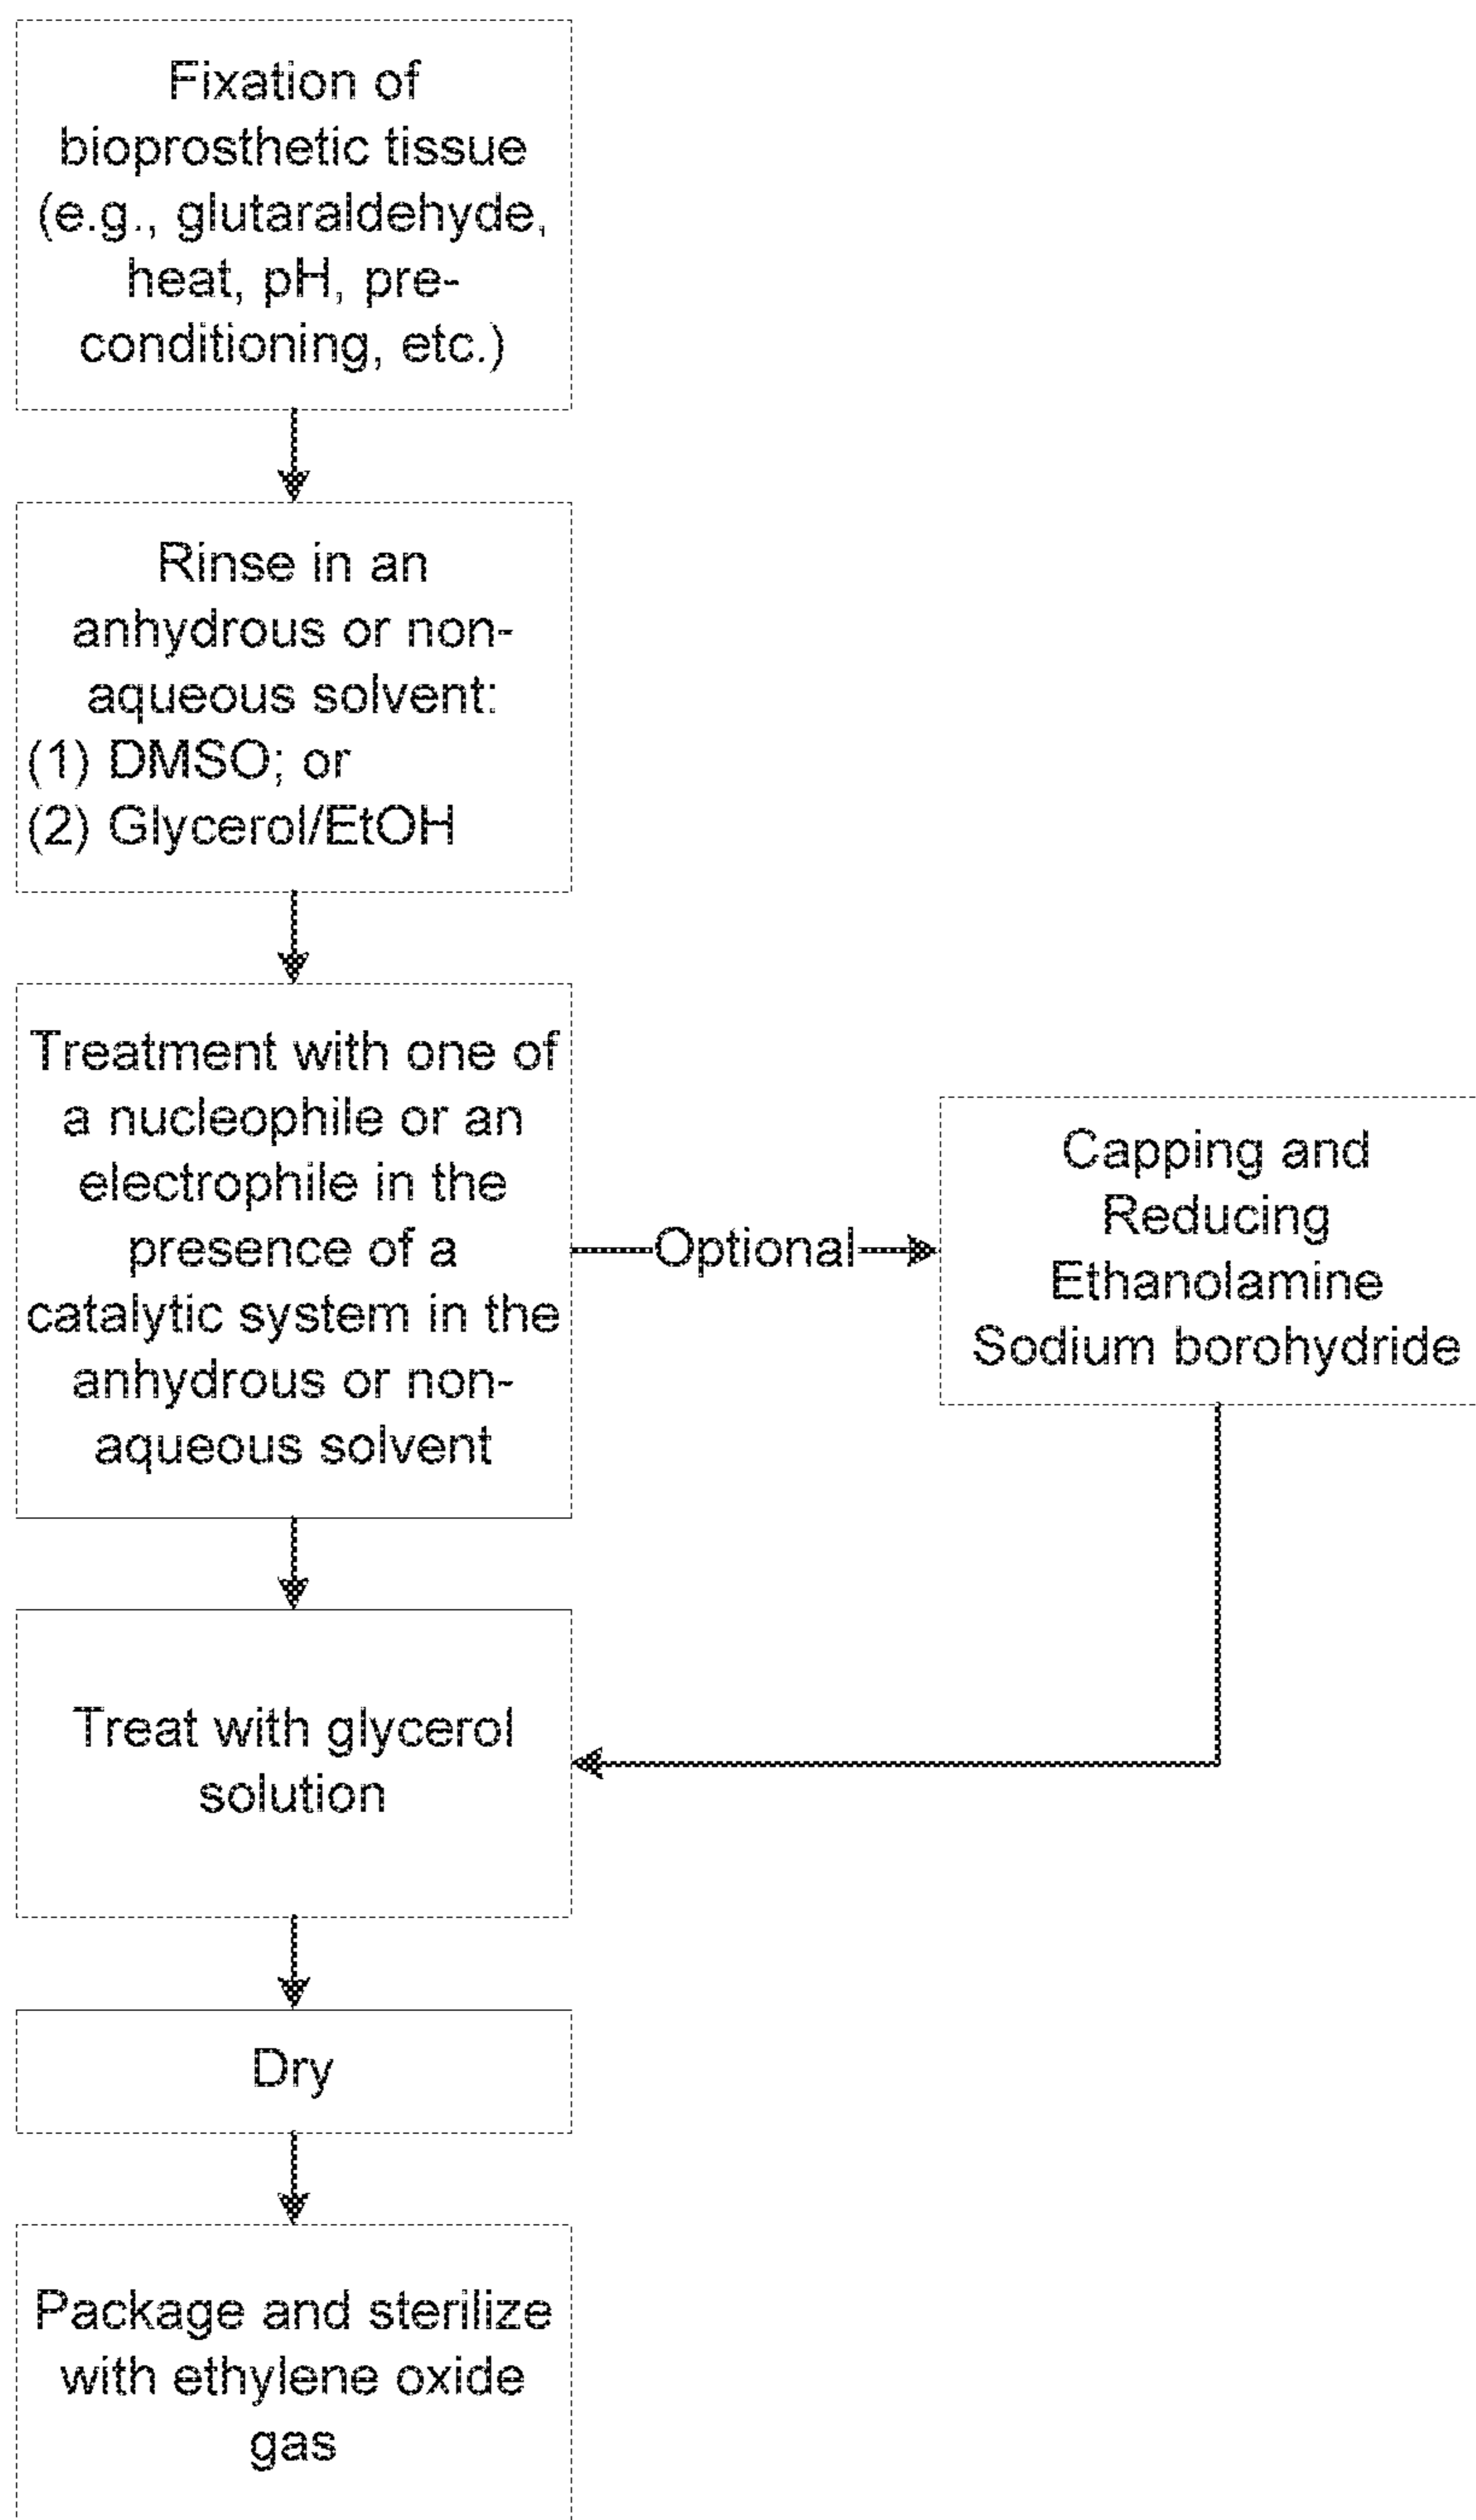 Fixation of
bioprosthetic tissue
(e.g., glutaraldehyde,
heat, pH, pre-
conditioning, etc.)
Rinse in an
anhydrous or non-
aqueous solvent:
(1) DMSO; or
(2) Glycerol/EtOH
Treatment with one of
a nucleophile or an
electrophile in the
presence of a
catalytic system in the
anhydrous or non-
aqueous solvent
Optional
Capping and
Reducing
Ethanolamine
Sodium borohydride
Treat with glycerol
solution
Dry
Package and sterilize
with ethylene oxide
gas